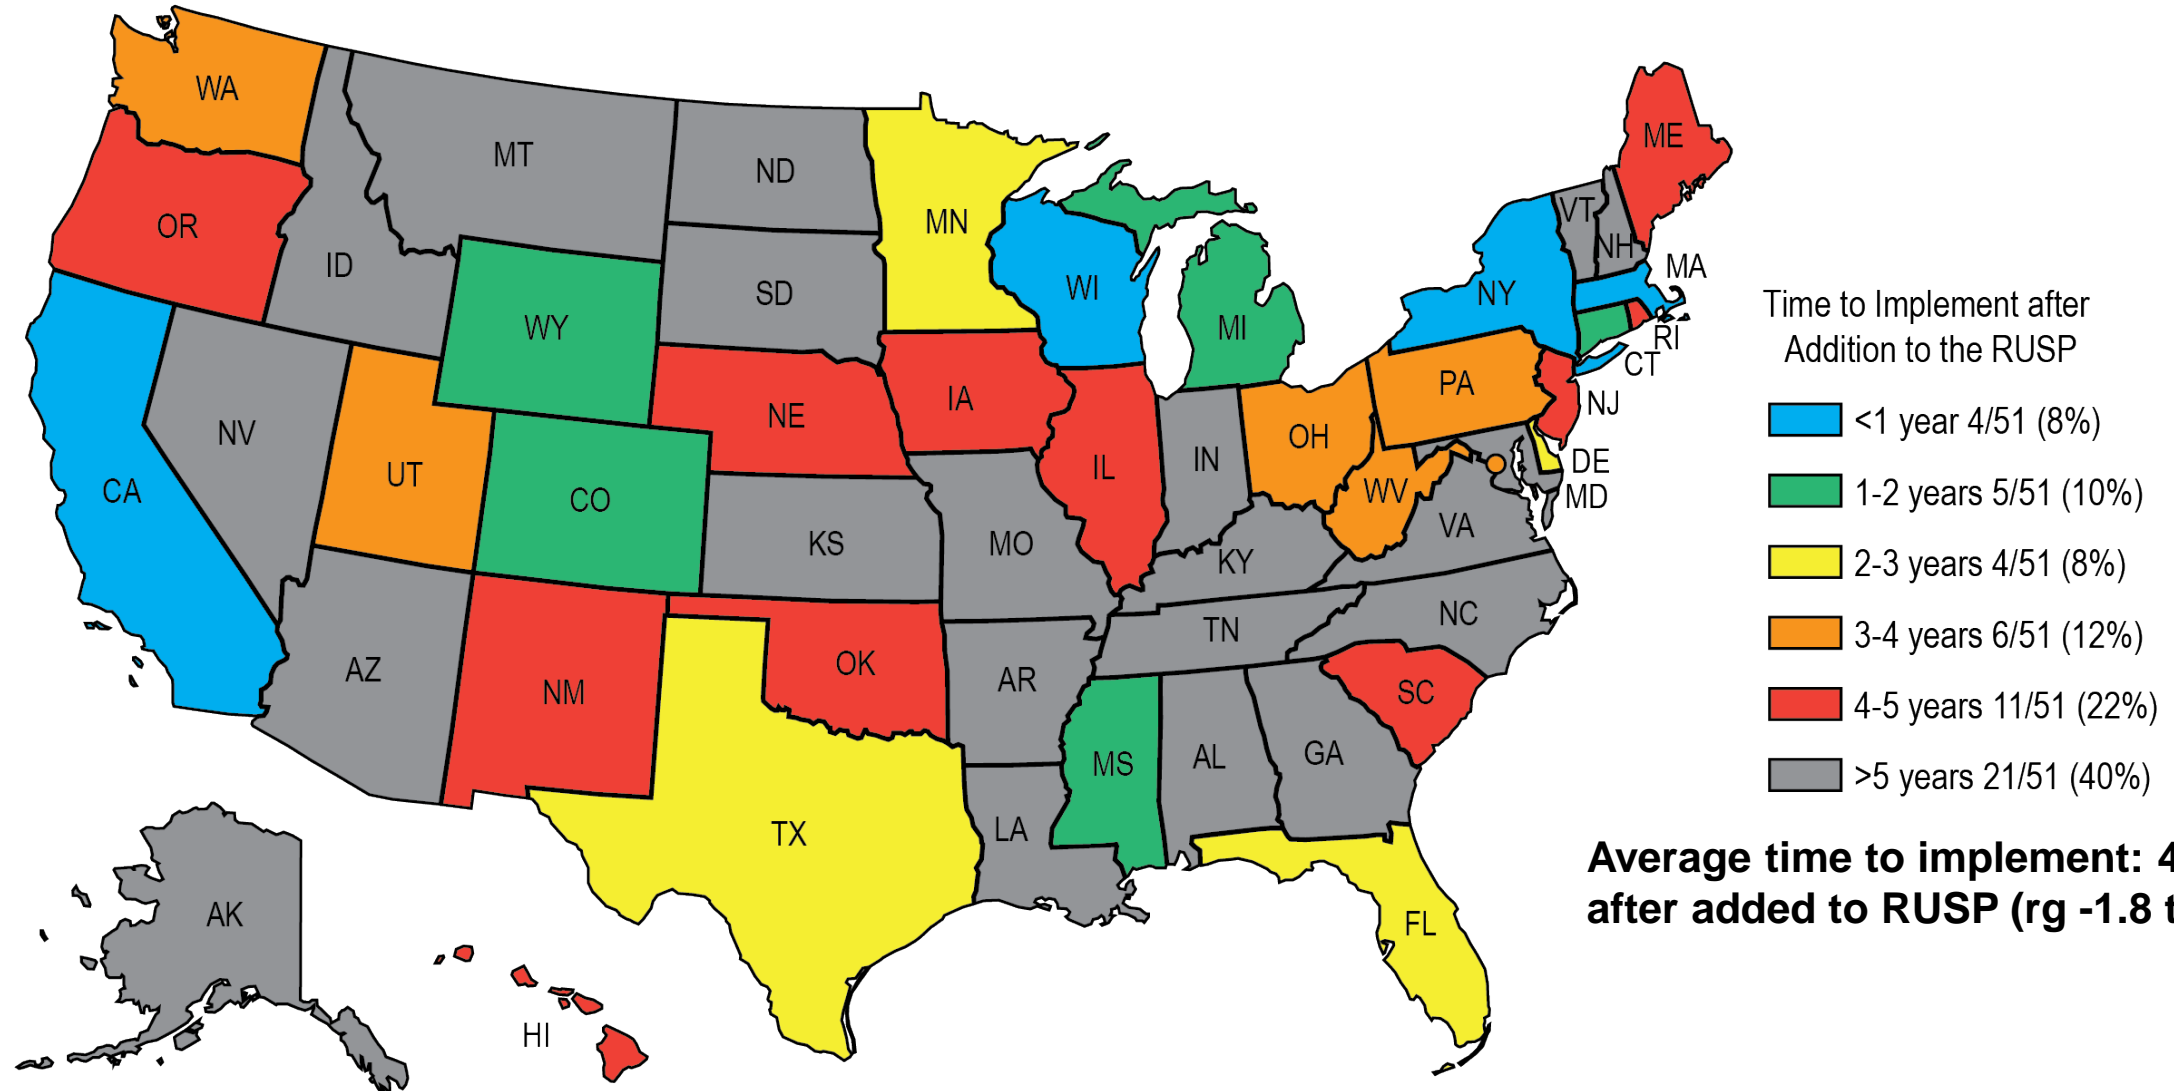 WA
ME
MT
ND
OR
MN
VT
NH
ID
MA
SD
WI
NY
WY
MI
RI
CT
PA
NE
IA
NJ
NV
OH
UT
IL
IN
DE
CA
WV
MD
CO
VA
KS
MO
KY
NC
TN
OK
AZ
AR
NM
SC
MS
AL
GA
TX
LA
AK
FL
HI
Time to Implement after
Addition to the RUSP
<1 year 4/51 (8%)
1-2 years 5/51 (10%)
2-3 years 4/51 (8%)
3-4 years 6/51 (12%)
4-5 years 11/51 (22%)
>5 years 21/51 (40%)
Average time to implement: 4
after added to RUSP (rg -1.8 t